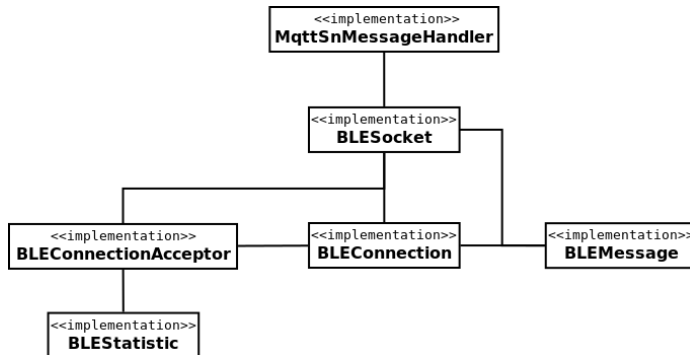 <<implementation>>
MqttSnMessageHandler
<<implementation>>
BLESocket
<<implementation>>
BLEConnectionAcceptor
<<implementation>>
BLEConnection
<<implementation>>
BLEMessage
<<implementation>>
BLEStatistic